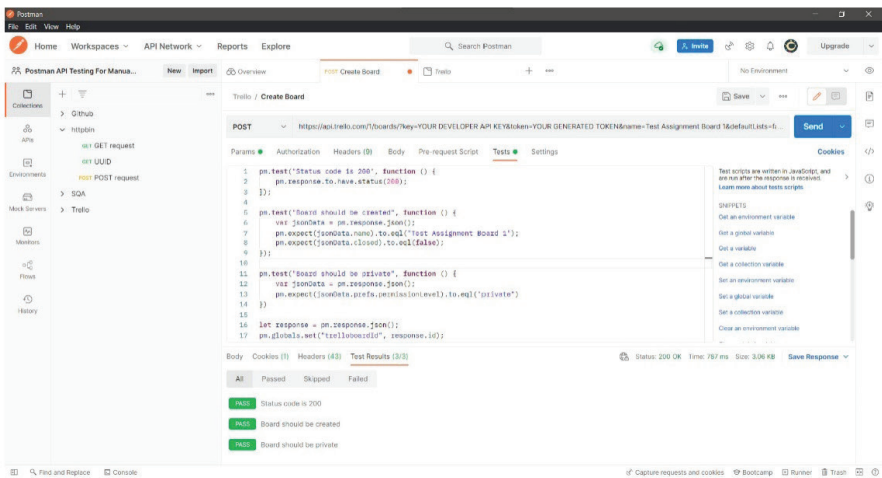 Postman
File Edit View Help
Home Workspaces API Network Reports Explore Search Postman Invite Upgrade
Postman API Testing For Manua... New Import Overview POST Create Board Trello No Environment
Collections
APIs
Environments
Mock Servers
Monitors
Flows
History
Github
httpbin
GET GET request
GET UUID
POST POST request
SQA
Trello
Trello / Create Board Save
POST https://api.trello.com/1/boards/?key=YOUR DEVELOPER API KEY&token=YOUR GENERATED TOKEN&name=Test Assignment Board 1&defaultLists=f... Send
Params Authorization Headers (9) Body Pre-request Script Tests Settings Cookies
1 pm.test("Status code is 200", function () {
2 pm.response.to.have.status(200);
3 });
4
5 pm.test("Board should be created", function () {
6 var jsonData = pm.response.json();
7 pm.expect(jsonData.name).to.eql('Test Assignment Board 1');
8 pm.expect(jsonData.closed).to.eql(false);
9 });
10
11 pm.test("Board should be private", function () {
12 var jsonData = pm.response.json();
13 pm.expect(jsonData.prefs.permissionLevel).to.eql("private")
14 })
15
16 let response = pm.response.json();
17 pm.globals.set("trelloboardid", response.id);
Test scripts are written in JavaScript, and
are run after the response is received.
Learn more about tests scripts
SNIPPETS
Get an environment variable
Get a global variable
Get a variable
Get a collection variable
Set an environment variable
Set a global variable
Set a collection variable
Clear an environment variable
Body Cookies (1) Headers (43) Test Results (3/3) Status: 200 OK Time: 787 ms Size: 3.06 KB Save Response
All Passed Skipped Failed
PASS Status code is 200
PASS Board should be created
PASS Board should be private
Find and Replace Console Capture requests and cookies Bootcamp Runner Trash